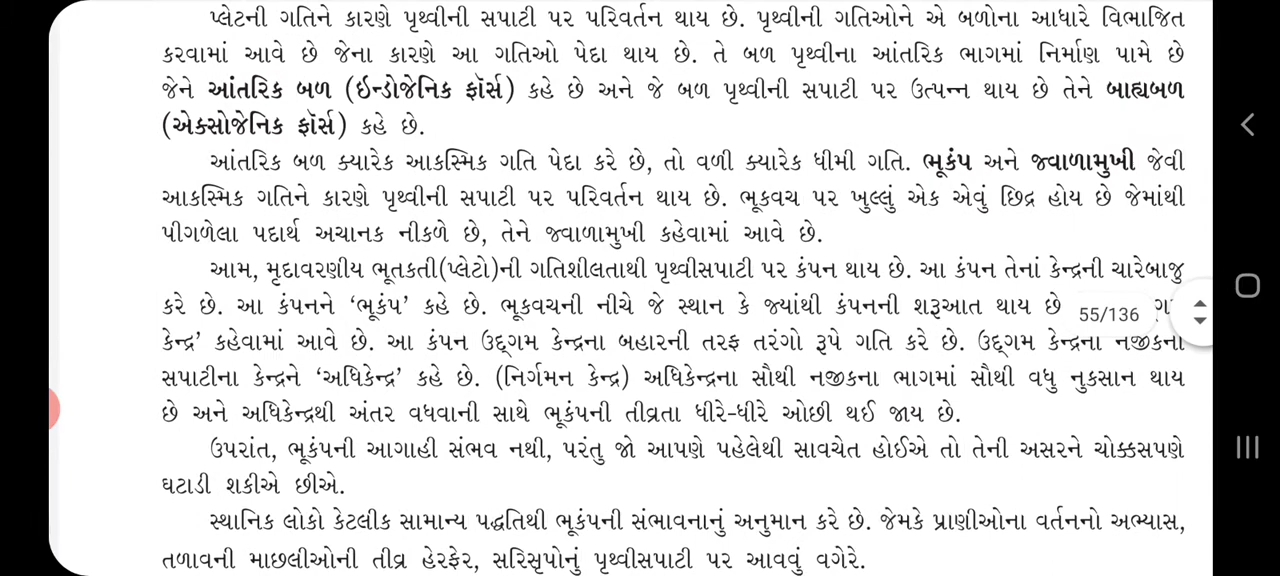 પ્લેટની ગતિને કારણે પૃથ્વીની સપાટી પર પરિવર્તન થાય છે. પૃથ્વીની ગતિઓને એ બળોના આધારે વિભાજિત
કરવામાં આવે છે જેના કારણે આ ગતિઓ પેદા થાય છે. તે બળ પૃથ્વીના આંતરિક ભાગમાં નિર્માણ પામે છે
જેને આંતરિક બળ (ઇન્ડોજેનિક ફૉર્સ) કહે છે અને જે બળ પૃથ્વીની સપાટી પર ઉત્પન્ન થાય છે તેને બાહ્યબળ
(એક્સોજેનિક ફૉર્સ) કહે છે.
આંતરિક બળ ક્યારેક આકસ્મિક ગતિ પેદા કરે છે, તો વળી ક્યારેક ધીમી ગતિ. ભૂકંપ અને જ્વાળામુખી જેવી
આકસ્મિક ગતિને કારણે પૃથ્વીની સપાટી પર પરિવર્તન થાય છે. ભૂકવચ પર ખુલ્લું એક એવું છિદ્ર હોય છે જેમાંથી
પીગળેલા પદાર્થ અચાનક નીકળે છે, તેને જ્વાળામુખી કહેવામાં આવે છે.
આમ, મૃદાવરણીય ભૂતકતી(પ્લેટો)ની ગતિશીલતાથી પૃથ્વીસપાટી પર કંપન થાય છે. આ કંપન તેનાં કેન્દ્રની ચારેબાજુ
કરે છે. આ કંપનને ‘ભૂકંપ’ કહે છે. ભૂકવચની નીચે જે સ્થાન કે જ્યાંથી કંપનની શરૂઆત થાય છે 55/136
કેન્દ્ર’ કહેવામાં આવે છે. આ કંપન ઉદ્ગમ કેન્દ્રના બહારની તરફ તરંગો રૂપે ગતિ કરે છે. ઉદ્ગમ કેન્દ્રના નજીકના
સપાટીના કેન્દ્રને ‘અધિકેન્દ્ર’ કહે છે. (નિર્ગમન કેન્દ્ર) અધિકેન્દ્રના સૌથી નજીકના ભાગમાં સૌથી વધુ નુકસાન થાય
છે અને અધિકેન્દ્રથી અંતર વધવાની સાથે ભૂકંપની તીવ્રતા ધીરે-ધીરે ઓછી થઈ જાય છે.
ઉપરાંત, ભૂકંપની આગાહી સંભવ નથી, પરંતુ જો આપણે પહેલેથી સાવચેત હોઈએ તો તેની અસરને ચોક્કસપણે
ઘટાડી શકીએ છીએ.
સ્થાનિક લોકો કેટલીક સામાન્ય પદ્ધતિથી ભૂકંપની સંભાવનાનું અનુમાન કરે છે. જેમકે પ્રાણીઓના વર્તનનો અભ્યાસ,
તળાવની માછલીઓની તીવ્ર હેરફેર, સરિસૃપોનું પૃથ્વીસપાટી પર આવવું વગેરે.